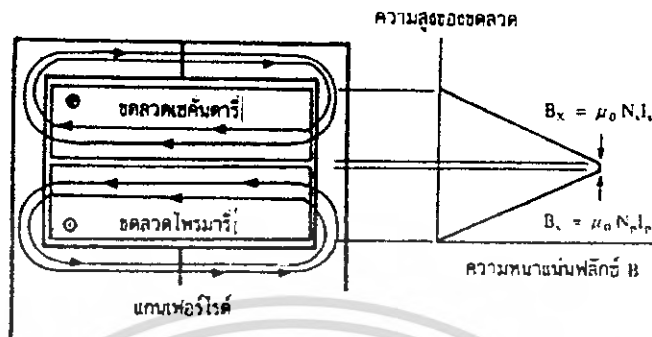 ความสูงของขดลวด
ขดลวดเซคันดารี่
ขดลวดไพรมารี่
แกนเฟอร์ไรต์
Bₓ = μ₀ NₛIₛ
Bₓ = μ₀ NₚIₚ
ความหนาแน่นฟลักซ์ B